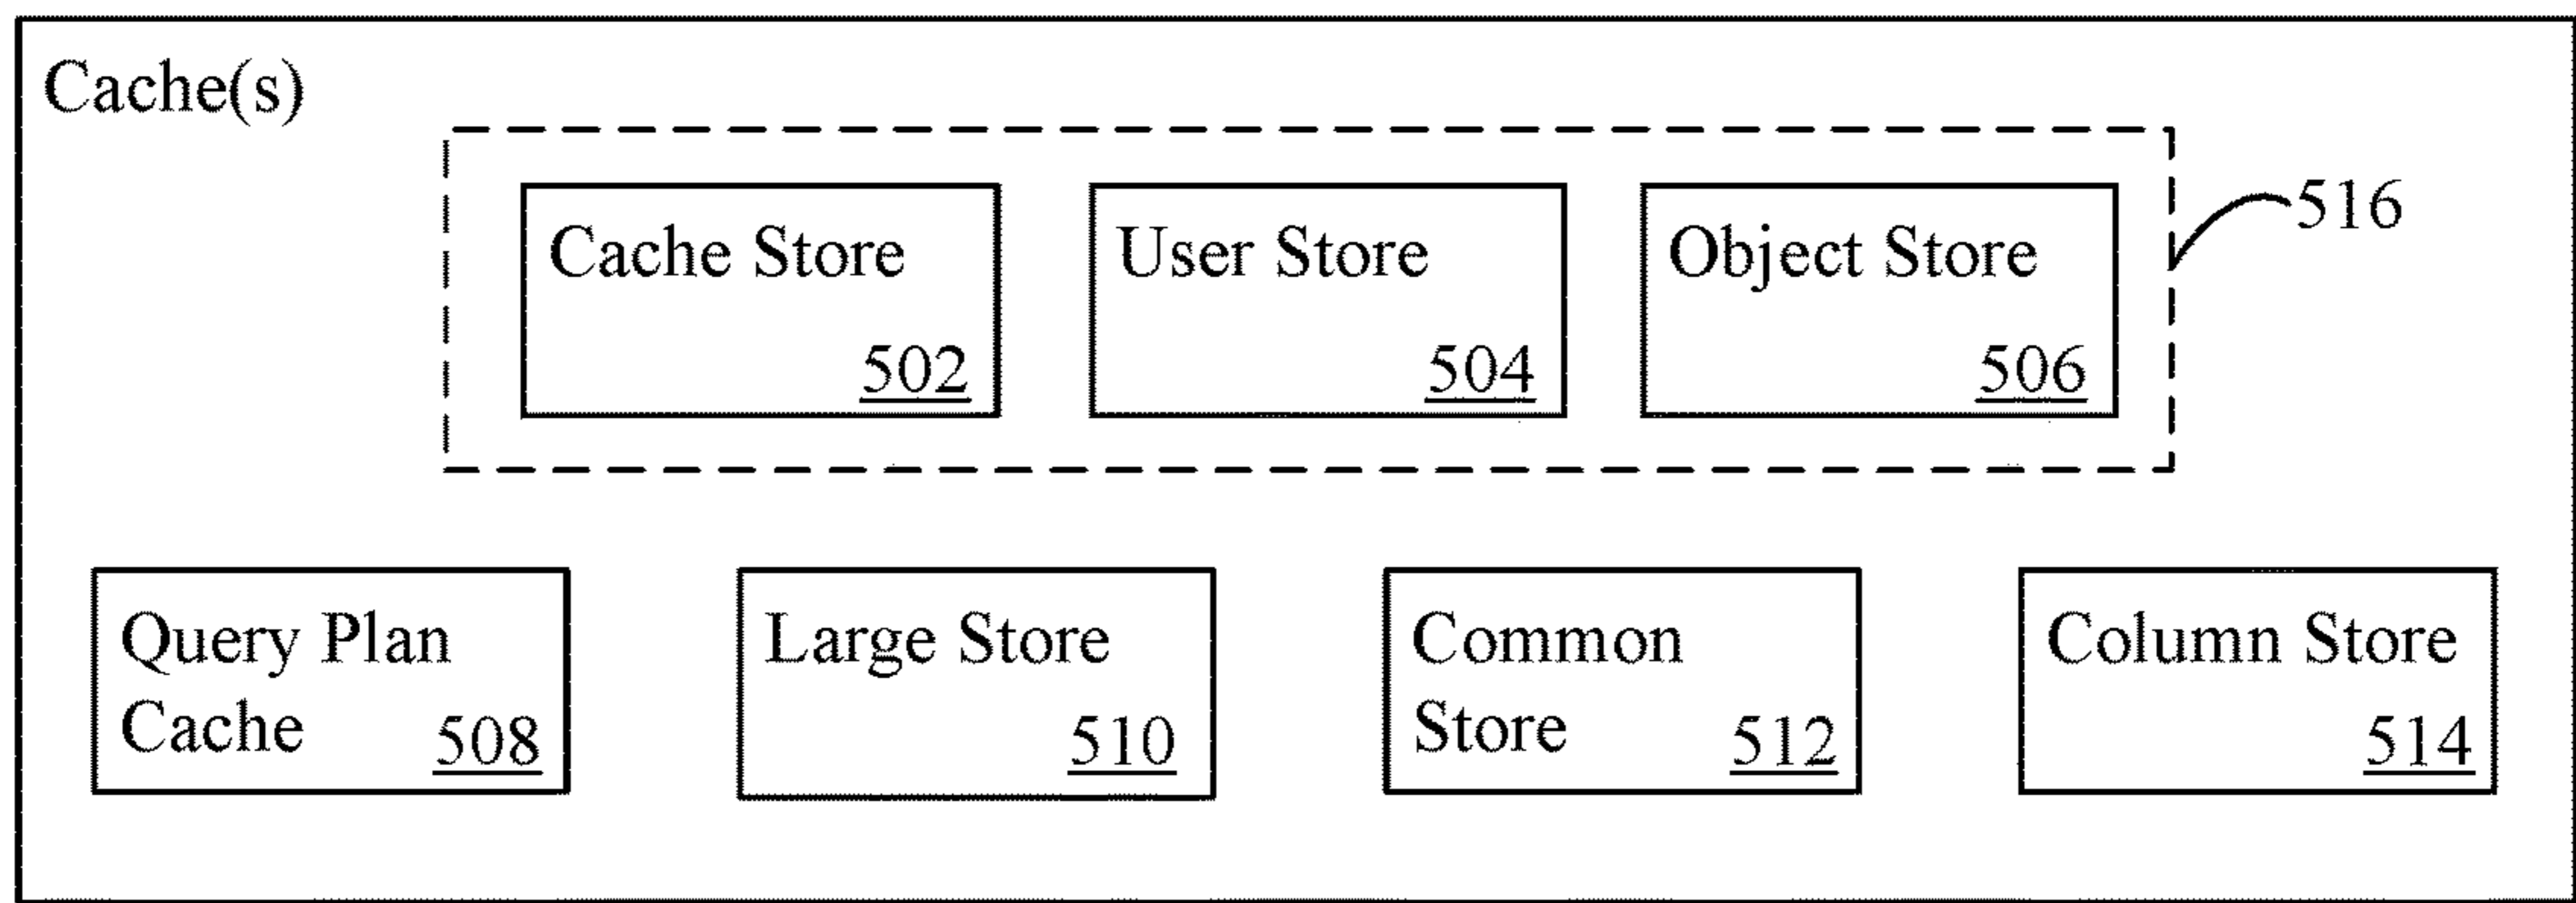 Cache(s)
Cache Store
502
User Store
504
Object Store
506
516
Query Plan
Cache
508
Large Store
510
Common
Store
512
Column Store
514